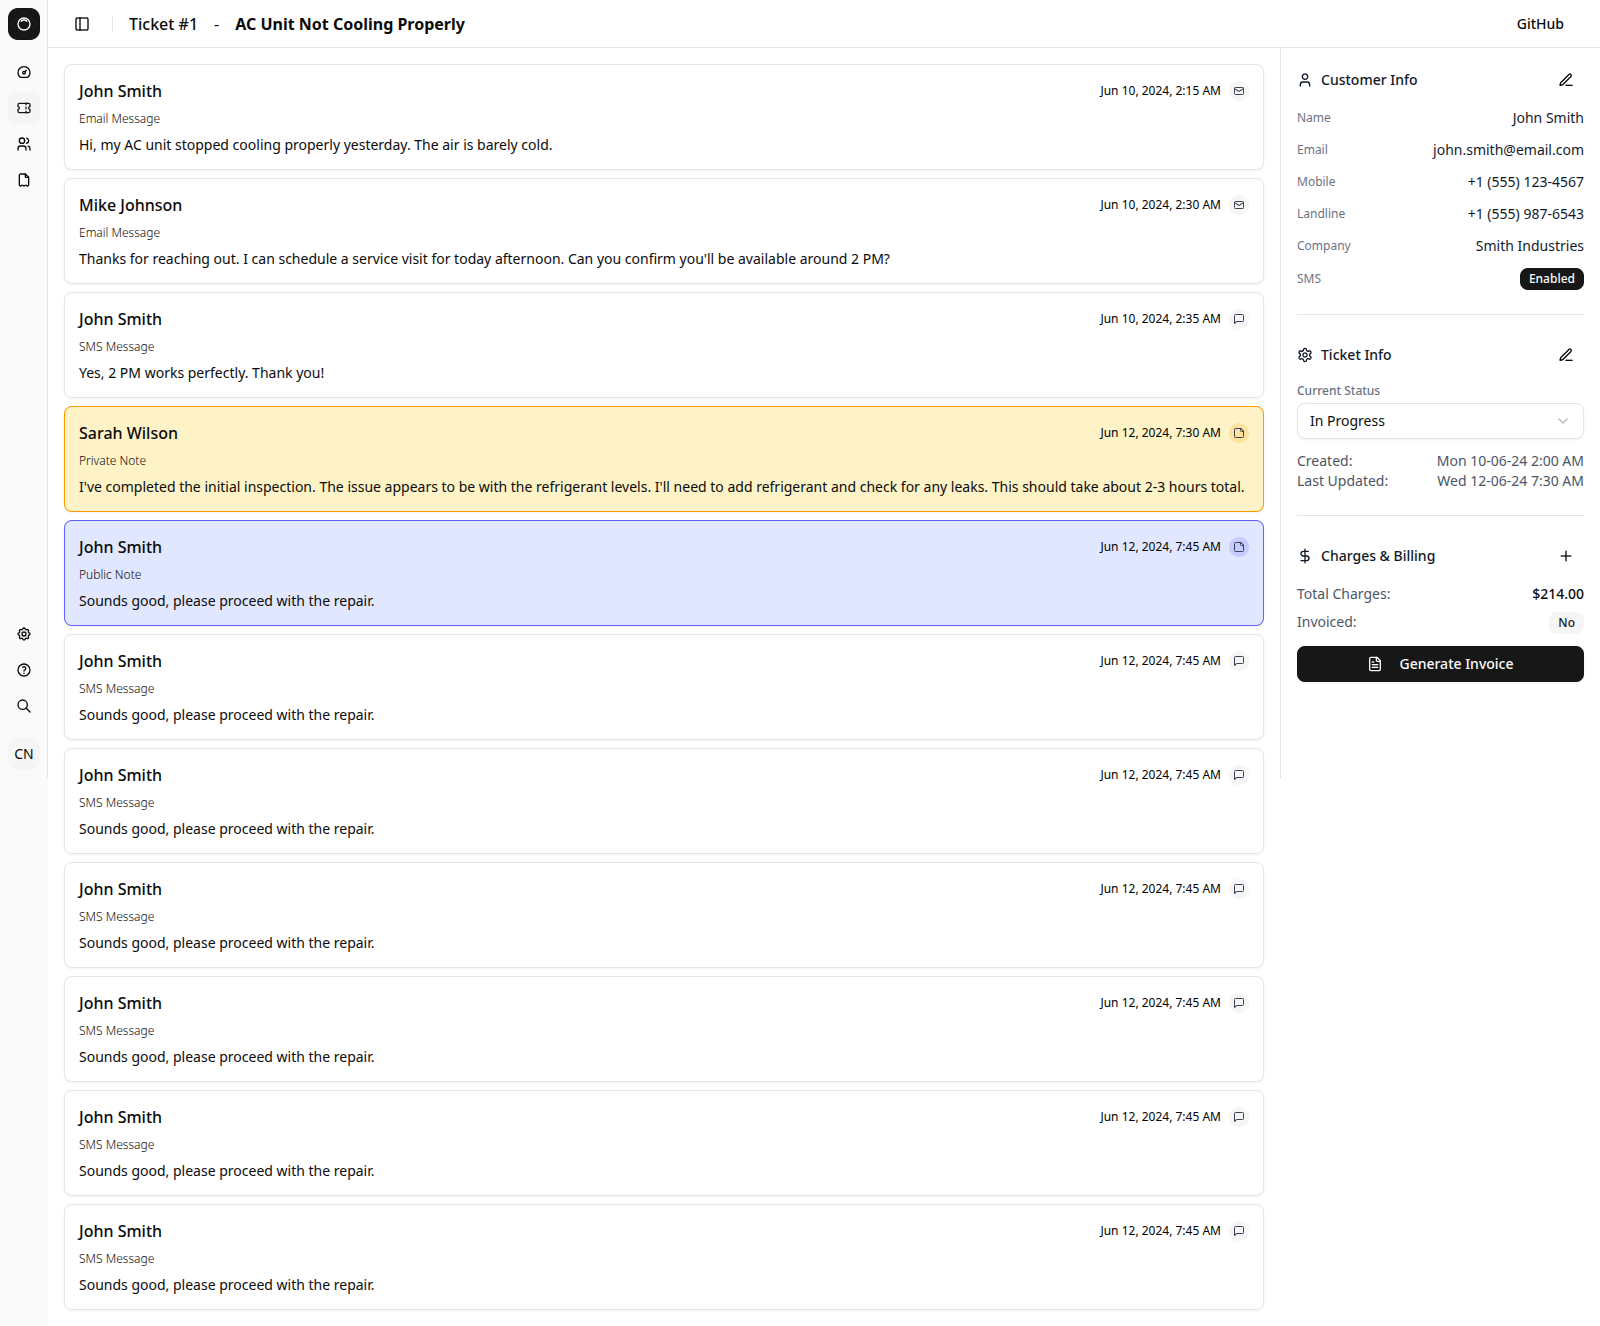 Ticket #1 - AC Unit Not Cooling Properly
GitHub
John Smith
Jun 10, 2024, 2:15 AM
Email Message
Hi, my AC unit stopped cooling properly yesterday. The air is barely cold.
Mike Johnson
Jun 10, 2024, 2:30 AM
Email Message
Thanks for reaching out. I can schedule a service visit for today afternoon. Can you confirm you'll be available around 2 PM?
John Smith
Jun 10, 2024, 2:35 AM
SMS Message
Yes, 2 PM works perfectly. Thank you!
Sarah Wilson
Jun 12, 2024, 7:30 AM
Private Note
I've completed the initial inspection. The issue appears to be with the refrigerant levels. I'll need to add refrigerant and check for any leaks. This should take about 2-3 hours total.
John Smith
Jun 12, 2024, 7:45 AM
Public Note
Sounds good, please proceed with the repair.
John Smith
Jun 12, 2024, 7:45 AM
SMS Message
Sounds good, please proceed with the repair.
John Smith
Jun 12, 2024, 7:45 AM
SMS Message
Sounds good, please proceed with the repair.
John Smith
Jun 12, 2024, 7:45 AM
SMS Message
Sounds good, please proceed with the repair.
John Smith
Jun 12, 2024, 7:45 AM
SMS Message
Sounds good, please proceed with the repair.
John Smith
Jun 12, 2024, 7:45 AM
SMS Message
Sounds good, please proceed with the repair.
John Smith
Jun 12, 2024, 7:45 AM
SMS Message
Sounds good, please proceed with the repair.
Customer Info
Name John Smith
Email john.smith@email.com
Mobile +1 (555) 123-4567
Landline +1 (555) 987-6543
Company Smith Industries
SMS Enabled
Ticket Info
Current Status
In Progress
Created: Mon 10-06-24 2:00 AM
Last Updated: Wed 12-06-24 7:30 AM
Charges & Billing
Total Charges: $214.00
Invoiced: No
Generate Invoice
CN